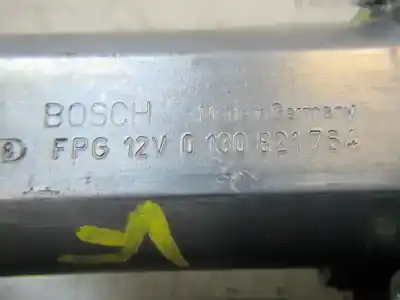 BOSCH Made in Germany
FPG 12V 0 130 821 764